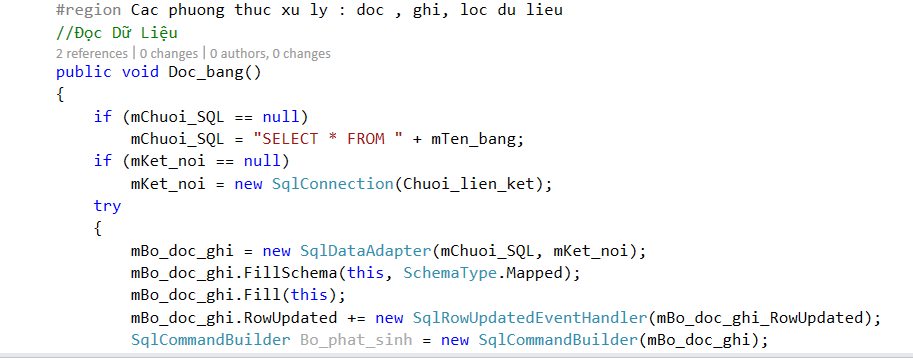 #region Cac phuong thuc xu ly : doc , ghi, loc du lieu
//Đọc Dữ Liệu
2 references | 0 changes | 0 authors, 0 changes
public void Doc_bang()
{
if (mChuoi_SQL == null)
mChuoi_SQL = "SELECT * FROM " + mTen_bang;
if (mKet_noi == null)
mKet_noi = new SqlConnection(Chuoi_lien_ket);
try
{
mBo_doc_ghi = new SqlDataAdapter(mChuoi_SQL, mKet_noi);
mBo_doc_ghi.FillSchema(this, SchemaType.Mapped);
mBo_doc_ghi.Fill(this);
mBo_doc_ghi.RowUpdated += new SqlRowUpdatedEventHandler(mBo_doc_ghi_RowUpdated);
SqlCommandBuilder Bo_phat_sinh = new SqlCommandBuilder(mBo_doc_ghi);